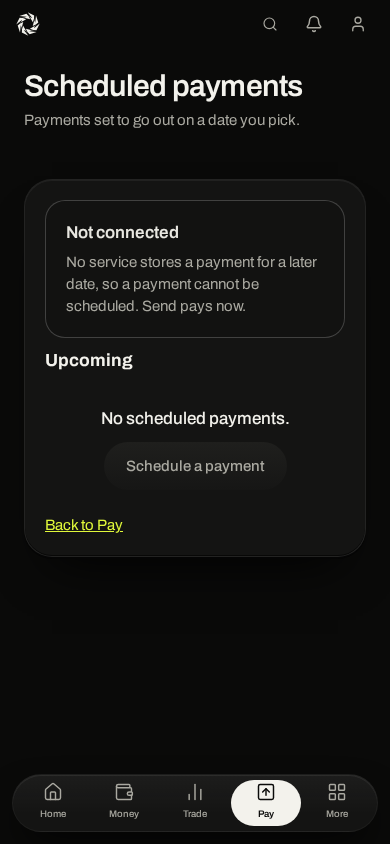 Scheduled payments
Payments set to go out on a date you pick.
Not connected
No service stores a payment for a later
date, so a payment cannot be
scheduled. Send pays now.
Upcoming
No scheduled payments.
Schedule a payment
Back to Pay
Home
Money
Trade
Pay
More